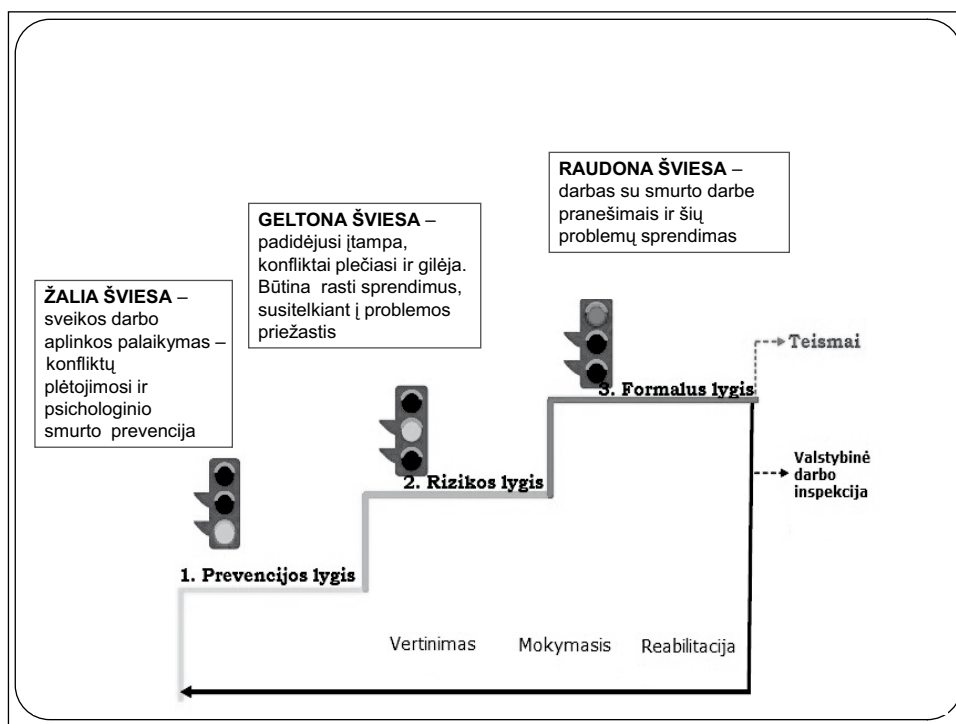 RAUDONA ŠVIESA –
darbas su smurto darbe
pranešimais ir šių
problemų sprendimas
GELTONA ŠVIESA –
padidėjusi įtampa,
konfliktai plečiasi ir gilėja.
Būtina rasti sprendimus,
susitelkiant į problemos
priežastis
ŽALIA ŠVIESA –
sveikos darbo
aplinkos palaikymas –
konfliktų
plėtojimosi ir
psichologinio
smurto prevencija
Teismai
3. Formalus lygis
Valstybinė
darbo
inspekcija
2. Rizikos lygis
1. Prevencijos lygis
Vertinimas Mokymasis Reabilitacija